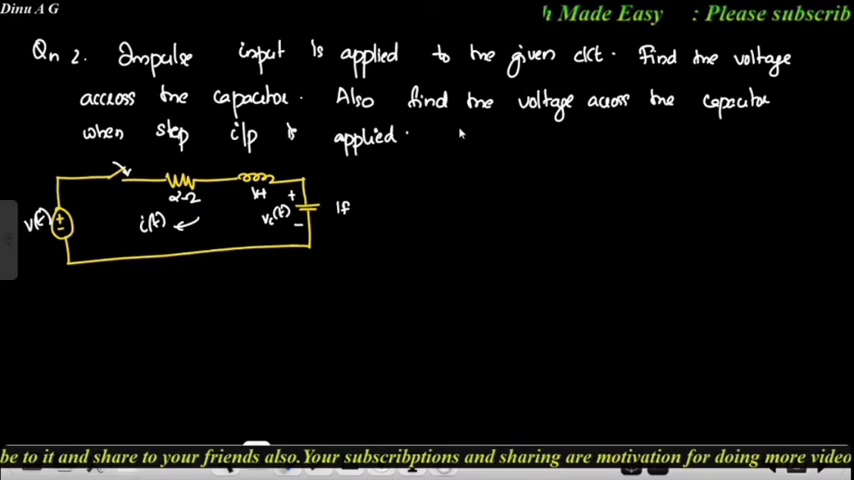 Dinu A G
h Made Easy : Please subscrib
Qn 2. Impulse input is applied to the given ckt. Find the voltage
accross the capacitor. Also find the voltage across the capacitor
when step i/p is applied.
2Ω
1H
v(t)
+
-
i(t)
+
vc(t)
-
1F
be to it and share to your friends also.Your subscribptions and sharing are motivation for doing more video